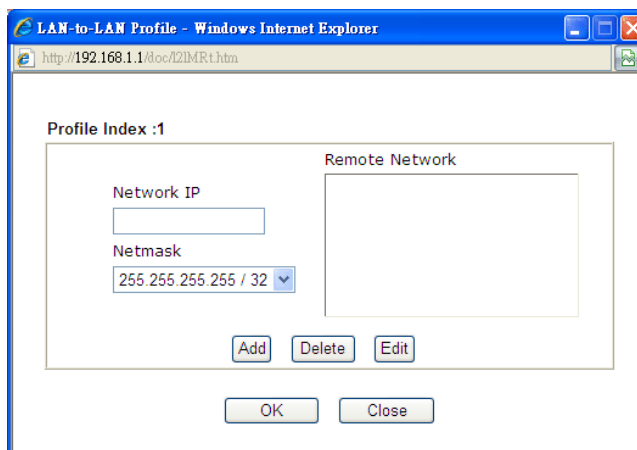 LAN-to-LAN Profile - Windows Internet Explorer
http://192.168.1.1/doc/l2lMRt.htm
Profile Index :1
Remote Network
Network IP
Netmask
255.255.255.255 / 32
Add Delete Edit
OK Close